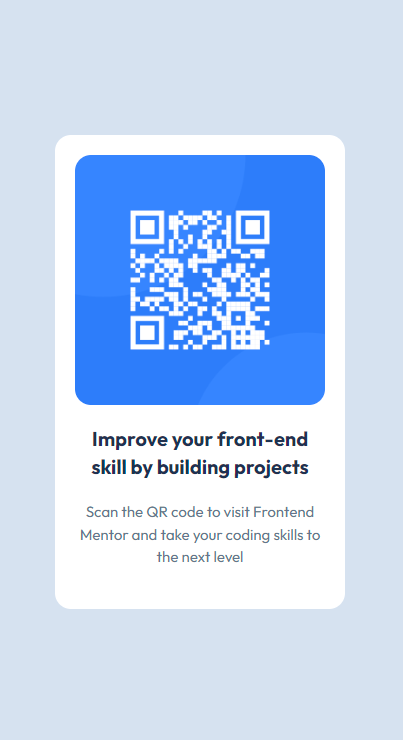 Improve your front-end
skill by building projects
Scan the QR code to visit Frontend
Mentor and take your coding skills to
the next level